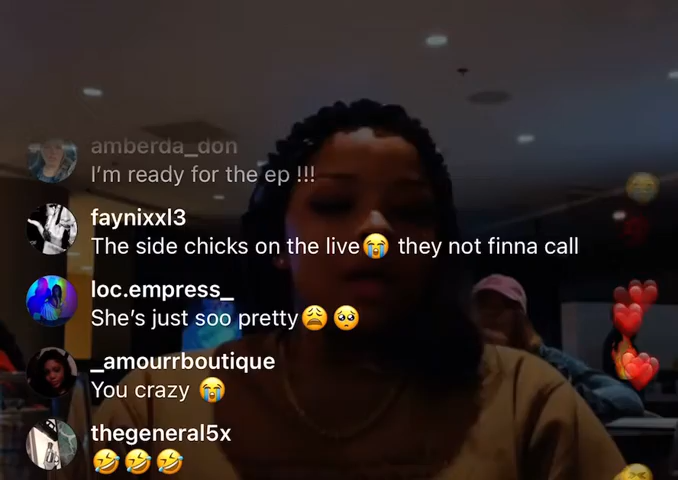 amberda_don
I'm ready for the ep !!!
faynixxl3
The side chicks on the live😭 they not finna call
loc.empress_
She's just soo pretty😩🥺
_amourrboutique
You crazy 😭
thegeneral5x
🤣🤣🤣